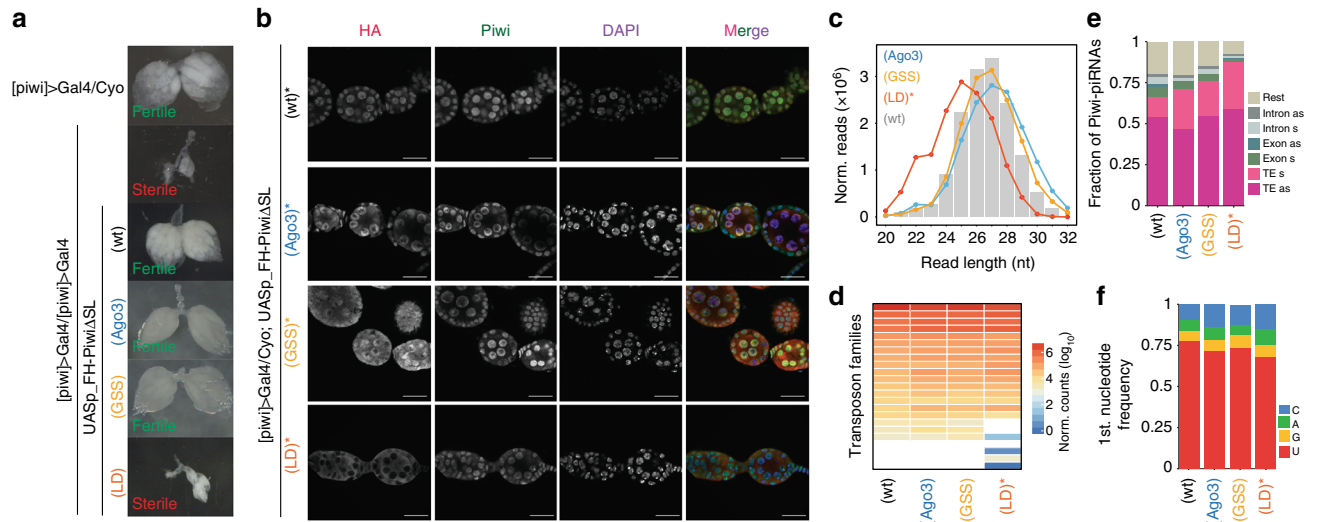 a
[piwi]>Gal4/Cyo
Fertile
Sterile
Fertile
Fertile
Fertile
Sterile
[piwi]>Gal4/[piwi]>Gal4
UASp_FH-PiwiΔSL
(wt)
(Ago3)
(GSS)
(LD)
b
HA
Piwi
DAPI
Merge
[piwi]>Gal4/Cyo; UASp_FH-PiwiΔSL
(wt)*
(Ago3)*
(GSS)*
(LD)*
c
(Ago3)
(GSS)
(LD)*
(wt)
Norm. reads (×10⁶)
3
2
1
0
20 22 24 26 28 30 32
Read length (nt)
d
Transposon families
(wt)
(Ago3)
(GSS)
(LD)*
6
4
2
0
Norm. counts (log₁₀)
e
Fraction of Piwi-piRNAs
1
0.75
0.5
0.25
0
(wt)
(Ago3)
(GSS)
(LD)*
Rest
Intron as
Intron s
Exon as
Exon s
TE s
TE as
f
1st. nucleotide
frequency
1
0.75
0.5
0.25
0
(wt)
(Ago3)
(GSS)
(LD)*
C
A
G
U